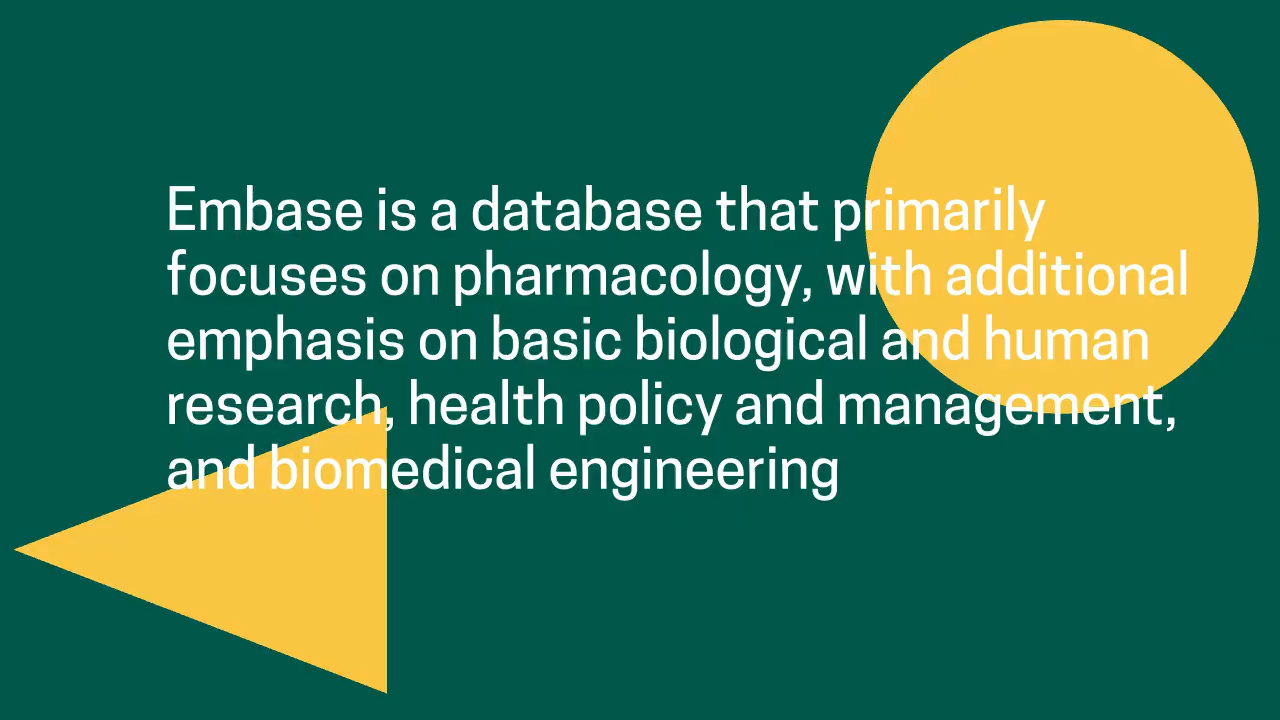 Embase is a database that primarily
focuses on pharmacology, with additional
emphasis on basic biological and human
research, health policy and management,
and biomedical engineering